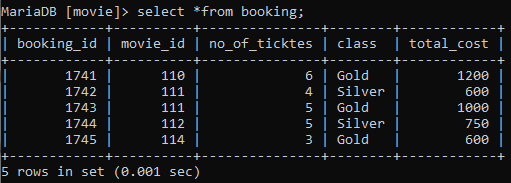 MariaDB [movie]> select *from booking;
+------------+----------+---------------+--------+------------+
| booking_id | movie_id | no_of_ticktes | class  | total_cost |
+------------+----------+---------------+--------+------------+
|       1741 |      110 |             6 | Gold   |       1200 |
|       1742 |      111 |             4 | Silver |        600 |
|       1743 |      111 |             5 | Gold   |       1000 |
|       1744 |      112 |             5 | Silver |        750 |
|       1745 |      114 |             3 | Gold   |        600 |
+------------+----------+---------------+--------+------------+
5 rows in set (0.001 sec)